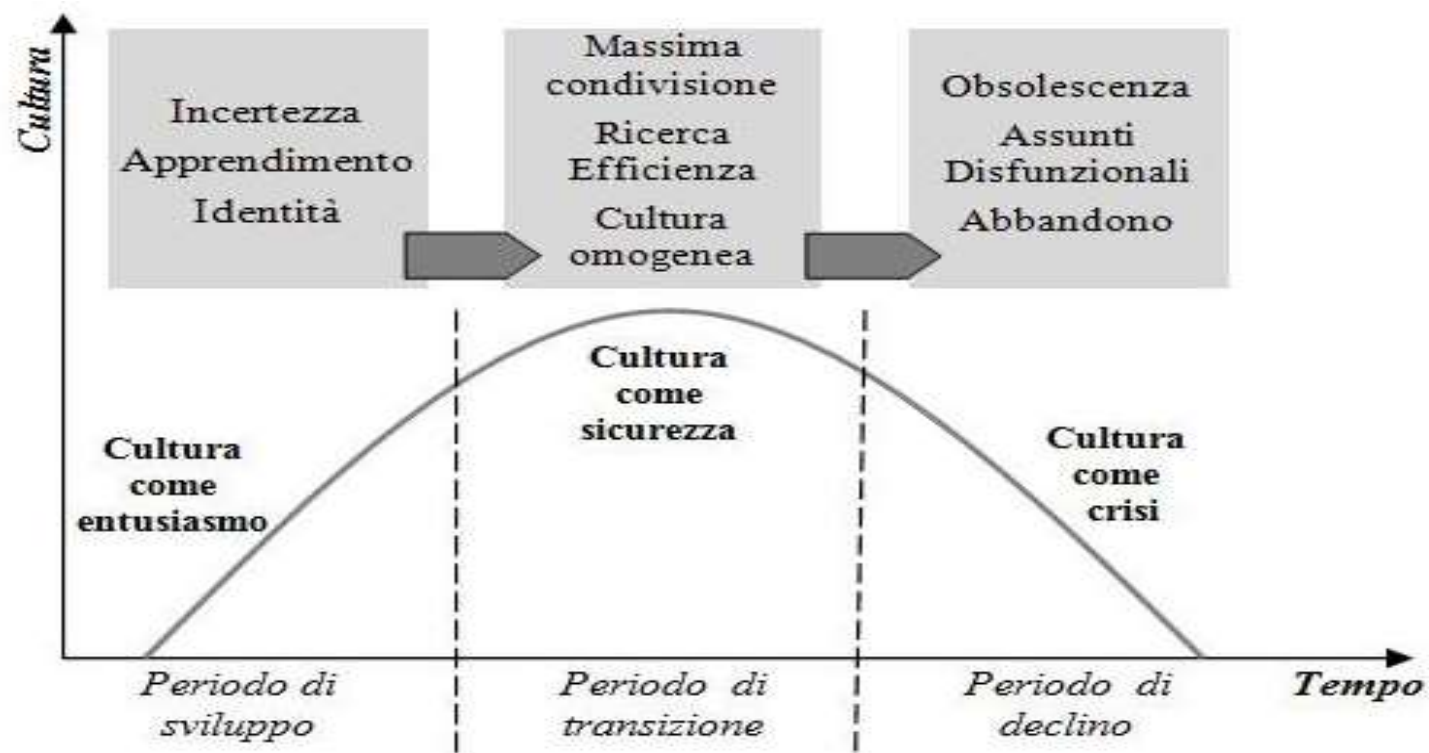 Cultura
Incertezza
Apprendimento
Identità
Massima
condivisione
Ricerca
Efficienza
Cultura
omogenea
Obsolescenza
Assunti
Disfunzionali
Abbandono
Cultura
come
entusiasmo
Cultura
come
sicurezza
Cultura
come
crisi
Periodo di
sviluppo
Periodo di
transizione
Periodo di
declino
Tempo